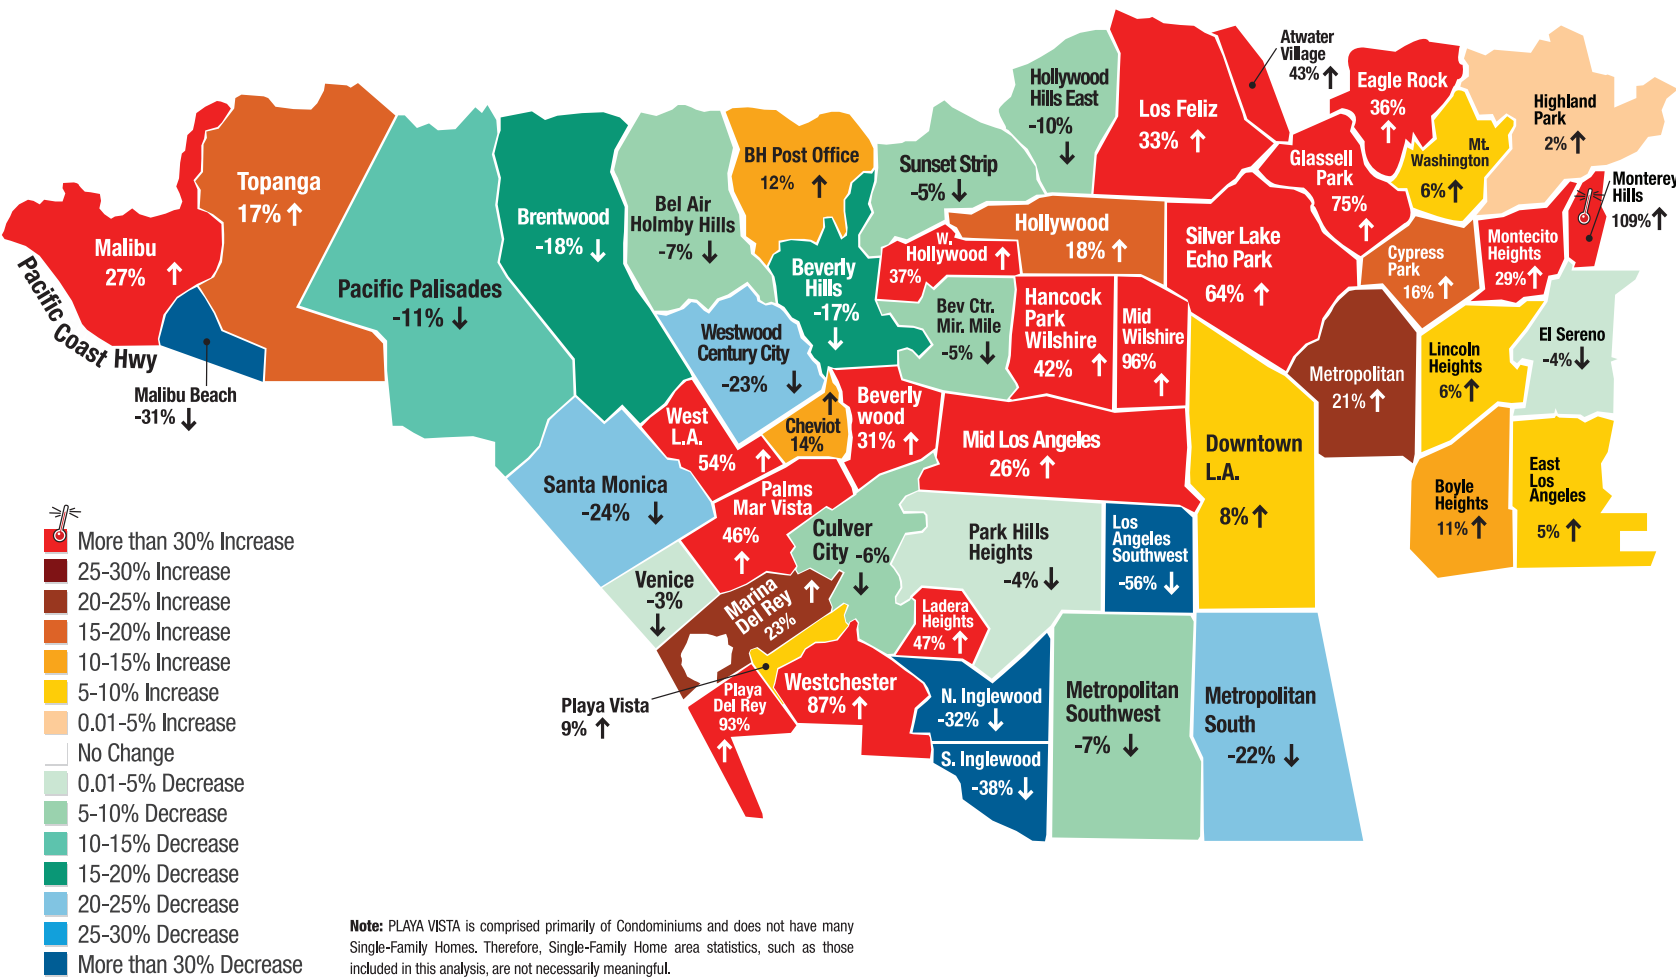 Malibu
27%
Pacific Coast Hwy
Malibu Beach
-31%
Topanga
17%
Pacific Palisades
-11%
Brentwood
-18%
Santa Monica
-24%
Bel Air
Holmby Hills
-7%
BH Post Office
12%
Beverly
Hills
-17%
Westwood
Century City
-23%
West
L.A.
54%
Cheviot
14%
Beverly
wood
31%
Palms
Mar Vista
46%
Venice
-3%
Marina
Del Rey
23%
Playa Vista
9%
Playa
Del Rey
93%
Westchester
87%
Culver
City -6%
Ladera
Heights
47%
Park Hills
Heights
-4%
N. Inglewood
-32%
S. Inglewood
-38%
Los
Angeles
Southwest
-56%
Metropolitan
Southwest
-7%
Metropolitan
South
-22%
Sunset Strip
-5%
Hollywood
Hills East
-10%
W.
Hollywood
37%
Hollywood
18%
Bev Ctr.
Mir. Mile
-5%
Hancock
Park
Wilshire
42%
Mid
Wilshire
96%
Mid Los Angeles
26%
Downtown
L.A.
8%
Los Feliz
33%
Atwater
Village
43%
Silver Lake
Echo Park
64%
Glassell
Park
75%
Eagle Rock
36%
Mt.
Washington
6%
Highland
Park
2%
Monterey
Hills
109%
Montecito
Heights
29%
Cypress
Park
16%
Metropolitan
21%
Lincoln
Heights
6%
El Sereno
-4%
Boyle
Heights
11%
East
Los
Angeles
5%
More than 30% Increase
25-30% Increase
20-25% Increase
15-20% Increase
10-15% Increase
5-10% Increase
0.01-5% Increase
No Change
0.01-5% Decrease
5-10% Decrease
10-15% Decrease
15-20% Decrease
20-25% Decrease
25-30% Decrease
More than 30% Decrease
Note: PLAYA VISTA is comprised primarily of Condominiums and does not have many
Single-Family Homes. Therefore, Single-Family Home area statistics, such as those
included in this analysis, are not necessarily meaningful.